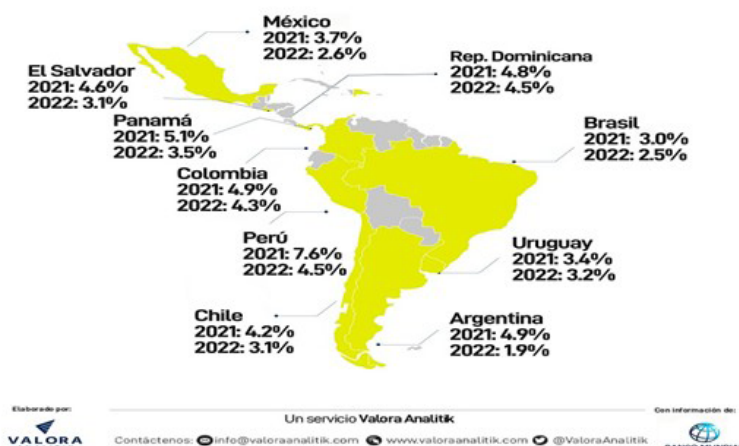 México
2021: 3.7%
2022: 2.6%
Rep. Dominicana
2021: 4.8%
2022: 4.5%
El Salvador
2021: 4.6%
2022: 3.1%
Panamá
2021: 5.1%
2022: 3.5%
Brasil
2021: 3.0%
2022: 2.5%
Colombia
2021: 4.9%
2022: 4.3%
Perú
2021: 7.6%
2022: 4.5%
Uruguay
2021: 3.4%
2022: 3.2%
Chile
2021: 4.2%
2022: 3.1%
Argentina
2021: 4.9%
2022: 1.9%
Elaborado por:
VALORA
Un servicio Valora Analitik
Contáctenos: info@valoraanalitik.com www.valoraanalitik.com @ValoraAnalitik
Con información de:
BANCO MUNDIAL